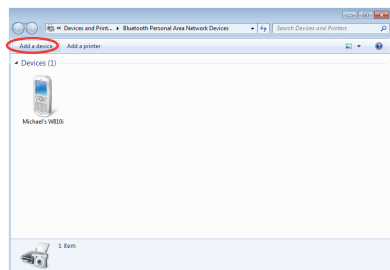 « Devices and Print... ▸ Bluetooth Personal Area Network Devices
Search Devices and Printers
Add a device Add a printer
Devices (1)
Michael's W810i
1 item